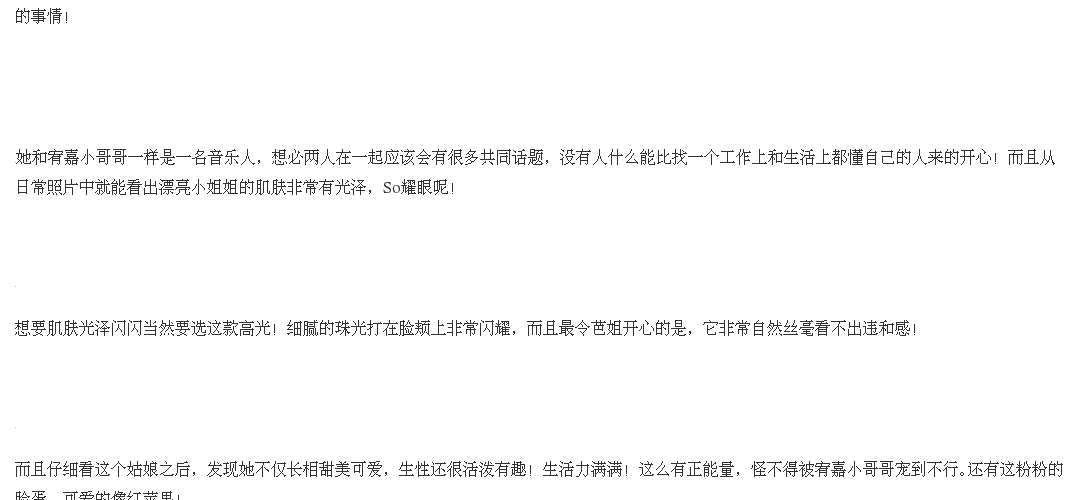 的事情!
她和宥嘉小哥哥一样是一名音乐人，想必两人在一起应该会有很多共同话题，没有人什么能比找一个工作上和生活上都懂自己的人来的开心！而且从
日常照片中就能看出漂亮小姐姐的肌肤非常有光泽，So耀眼呢！
想要肌肤光泽闪闪当然要选这款高光！细腻的珠光打在脸颊上非常闪耀，而且最令芭姐开心的是，它非常自然丝毫看不出违和感！
而且仔细看这个姑娘之后，发现她不仅长相甜美可爱，生性还很活泼有趣！生活力满满！这么有正能量，怪不得被宥嘉小哥哥宠到不行。还有这粉粉的
脸蛋，可爱的像红苹果！